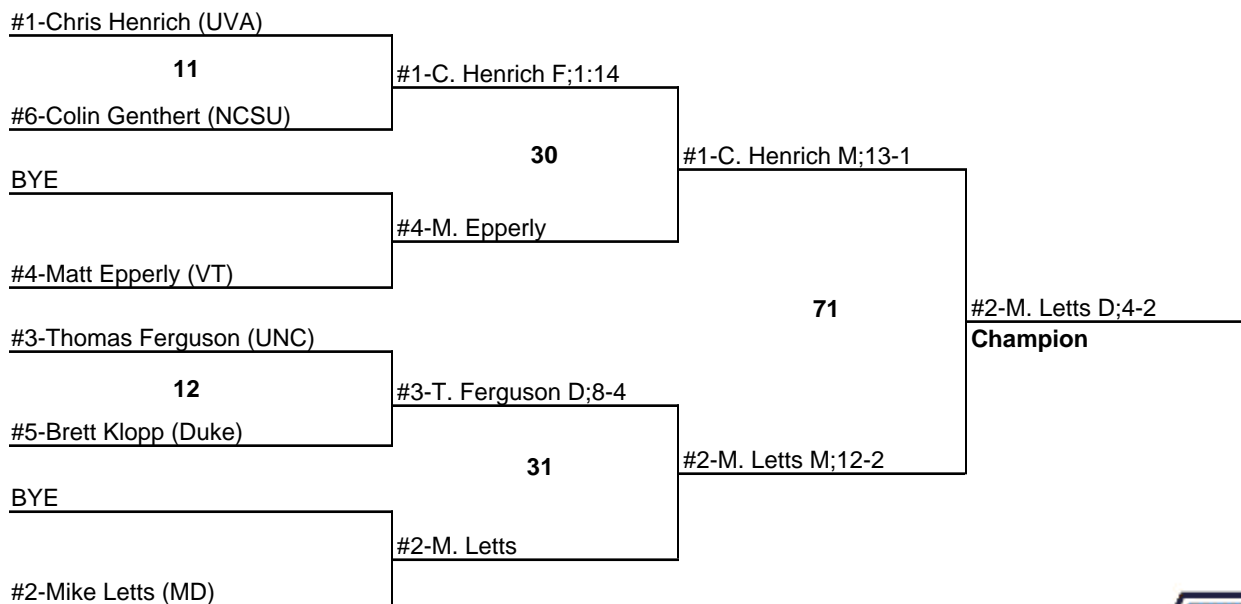 #1-Chris Henrich (UVA)
11
#1-C. Henrich F;1:14
#6-Colin Genthert (NCSU)
30
#1-C. Henrich M;13-1
BYE
#4-M. Epperly
#4-Matt Epperly (VT)
71
#2-M. Letts D;4-2
Champion
#3-Thomas Ferguson (UNC)
12
#3-T. Ferguson D;8-4
#5-Brett Klopp (Duke)
31
#2-M. Letts M;12-2
BYE
#2-M. Letts
#2-Mike Letts (MD)